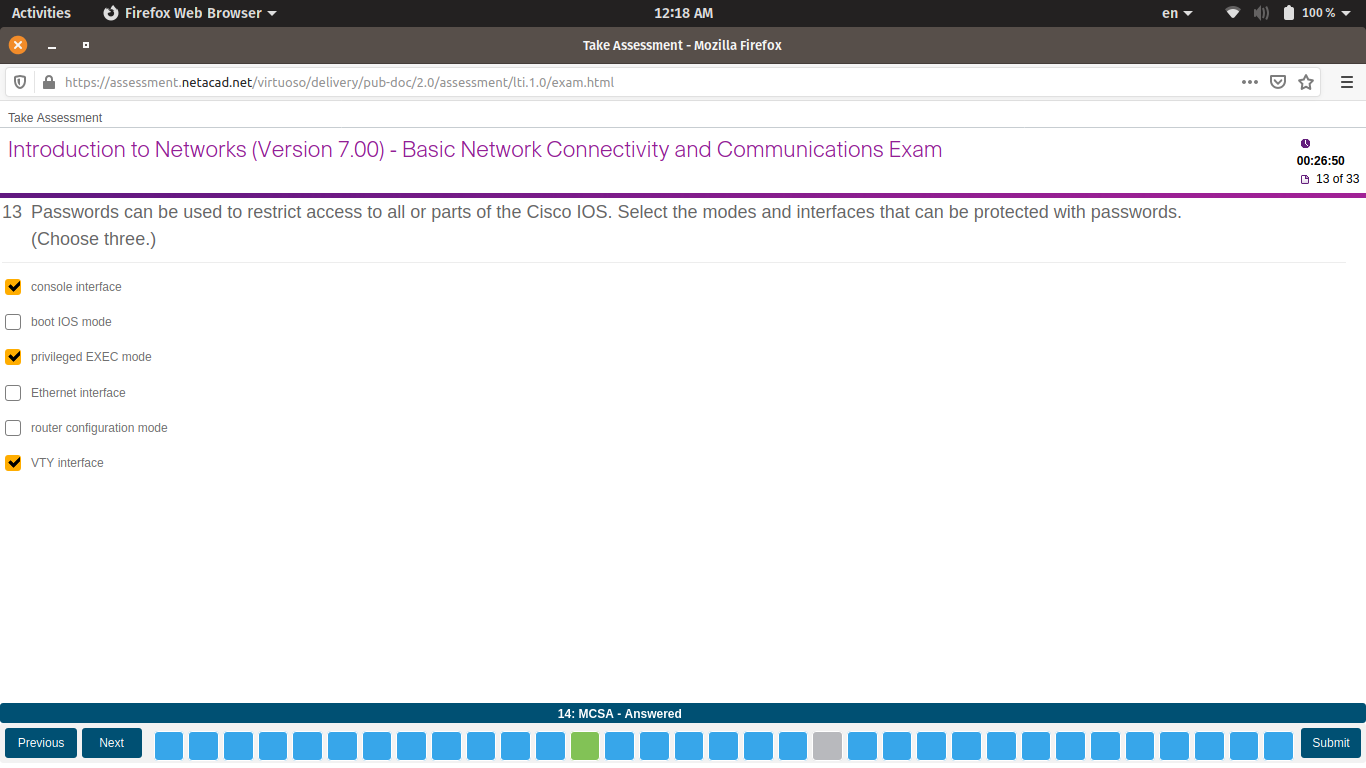 Activities Firefox Web Browser 12:18 AM en 100 %
Take Assessment - Mozilla Firefox
https://assessment.netacad.net/virtuoso/delivery/pub-doc/2.0/assessment/lti.1.0/exam.html
Take Assessment
Introduction to Networks (Version 7.00) - Basic Network Connectivity and Communications Exam
00:26:50
13 of 33
13 Passwords can be used to restrict access to all or parts of the Cisco IOS. Select the modes and interfaces that can be protected with passwords.
(Choose three.)
console interface
boot IOS mode
privileged EXEC mode
Ethernet interface
router configuration mode
VTY interface
14: MCSA - Answered
Previous Next Submit